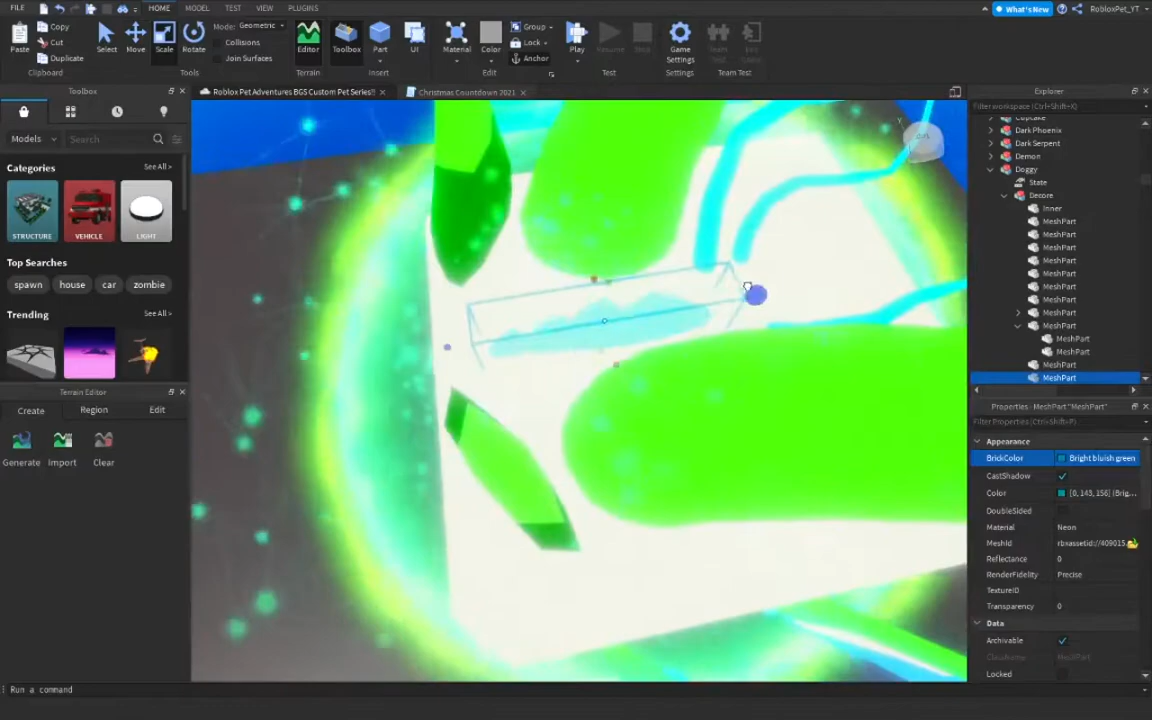 FILE HOME MODEL TEST VIEW PLUGINS What's New RobloxPet_YT
Paste Copy Cut Duplicate Select Move Scale Rotate Mode: Geometric Collisions Join Surfaces Editor Toolbox Part UI Material Color Group Lock Anchor Play Resume Stop Game Settings Team Test Exit Game
Clipboard Tools Terrain Insert Edit Test Settings Team Test
Toolbox Roblox Pet Adventures BGS Custom Pet Series!! Christmas Countdown 2021 Explorer
Models Search Filter workspace (Ctrl+Shift+X)
Categories See All >
STRUCTURE VEHICLE LIGHT
Top Searches
spawn house car zombie
Trending See All >
Terrain Editor
Create Region Edit
Generate Import Clear
Cupcake
Dark Phoenix
Dark Serpent
Demon
Doggy
State
Decore
Inner
MeshPart
MeshPart
MeshPart
MeshPart
MeshPart
MeshPart
MeshPart
MeshPart
MeshPart
MeshPart
MeshPart
MeshPart
MeshPart
Properties - MeshPart "MeshPart"
Filter Properties (Ctrl+Shift+P)
Appearance
BrickColor Bright bluish green
CastShadow
Color [0, 143, 156] (Brig...
DoubleSided
Material Neon
MeshId rbxassetid://409015...
Reflectance 0
RenderFidelity Precise
TextureID
Transparency 0
Data
Archivable
ClassName MeshPart
Locked
Run a command